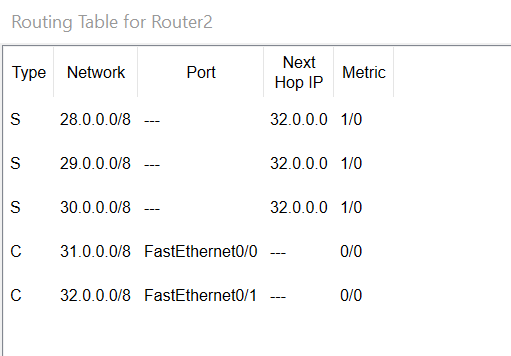 Routing Table for Router2
Type Network Port Next Hop IP Metric
S 28.0.0.0/8 --- 32.0.0.0 1/0
S 29.0.0.0/8 --- 32.0.0.0 1/0
S 30.0.0.0/8 --- 32.0.0.0 1/0
C 31.0.0.0/8 FastEthernet0/0 --- 0/0
C 32.0.0.0/8 FastEthernet0/1 --- 0/0